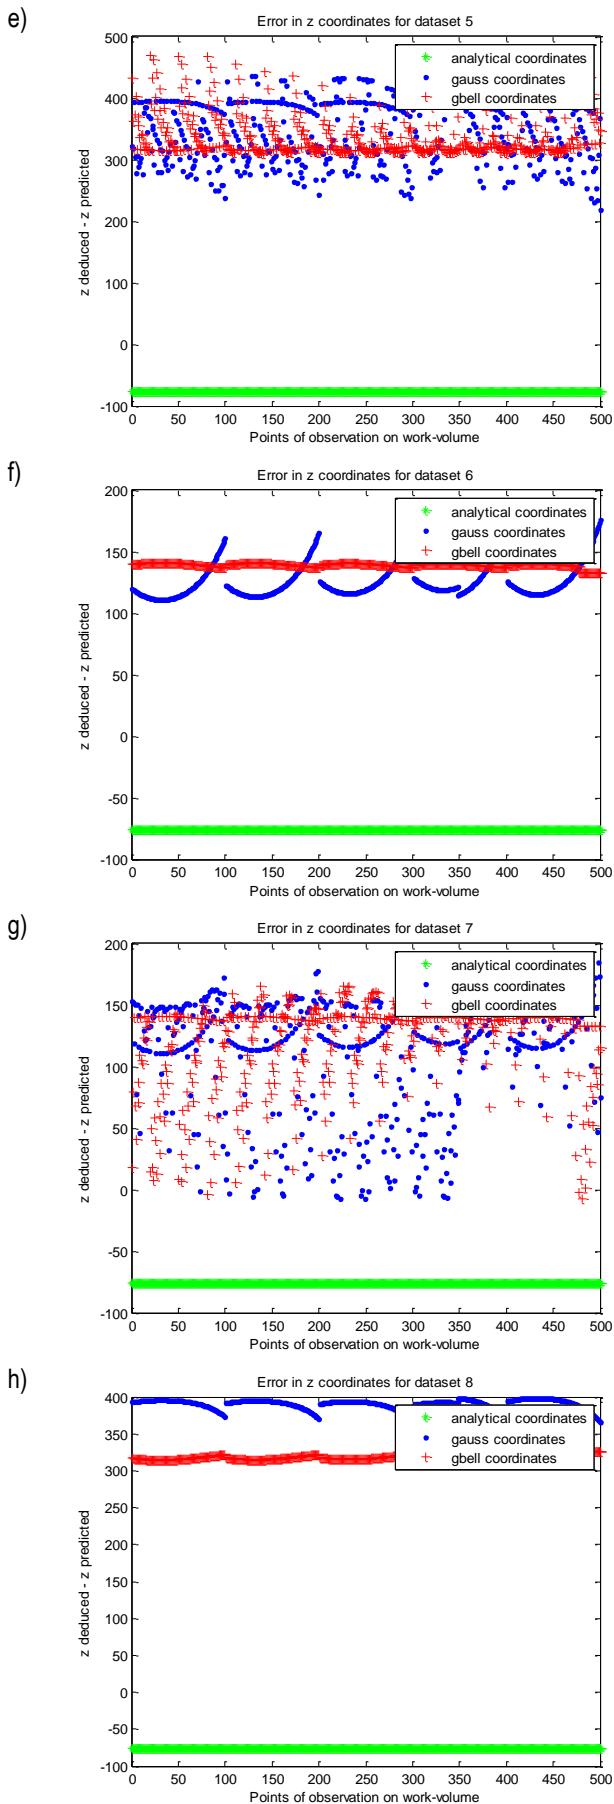 e)
Error in z coordinates for dataset 5
analytical coordinates
gauss coordinates
gbell coordinates
z deduced - z predicted
500
400
300
200
100
0
-100
0 50 100 150 200 250 300 350 400 450 500
Points of observation on work-volume
f)
Error in z coordinates for dataset 6
analytical coordinates
gauss coordinates
gbell coordinates
z deduced - z predicted
200
150
100
50
0
-50
-100
0 50 100 150 200 250 300 350 400 450 500
Points of observation on work-volume
g)
Error in z coordinates for dataset 7
analytical coordinates
gauss coordinates
gbell coordinates
z deduced - z predicted
200
150
100
50
0
-50
-100
0 50 100 150 200 250 300 350 400 450 500
Points of observation on work-volume
h)
Error in z coordinates for dataset 8
analytical coordinates
gauss coordinates
gbell coordinates
z deduced - z predicted
400
350
300
250
200
150
100
50
0
-50
-100
0 50 100 150 200 250 300 350 400 450 500
Points of observation on work-volume